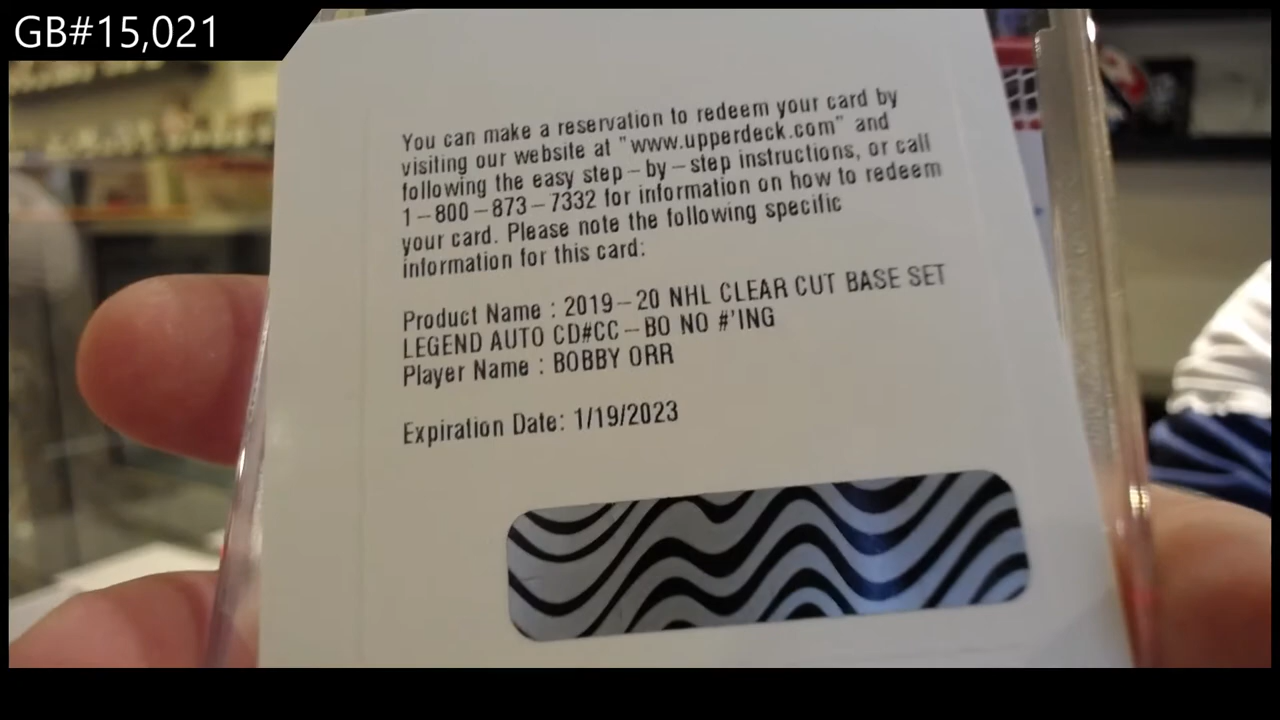 GB#15,021
You can make a reservation to redeem your card by
visiting our website at "www.upperdeck.com" and
following the easy step-by-step instructions, or call
1-800-873-7332 for information on how to redeem
your card. Please note the following specific
information for this card:
Product Name : 2019-20 NHL CLEAR CUT BASE SET
LEGEND AUTO CD#CC-BO NO #'ING
Player Name : BOBBY ORR
Expiration Date: 1/19/2023